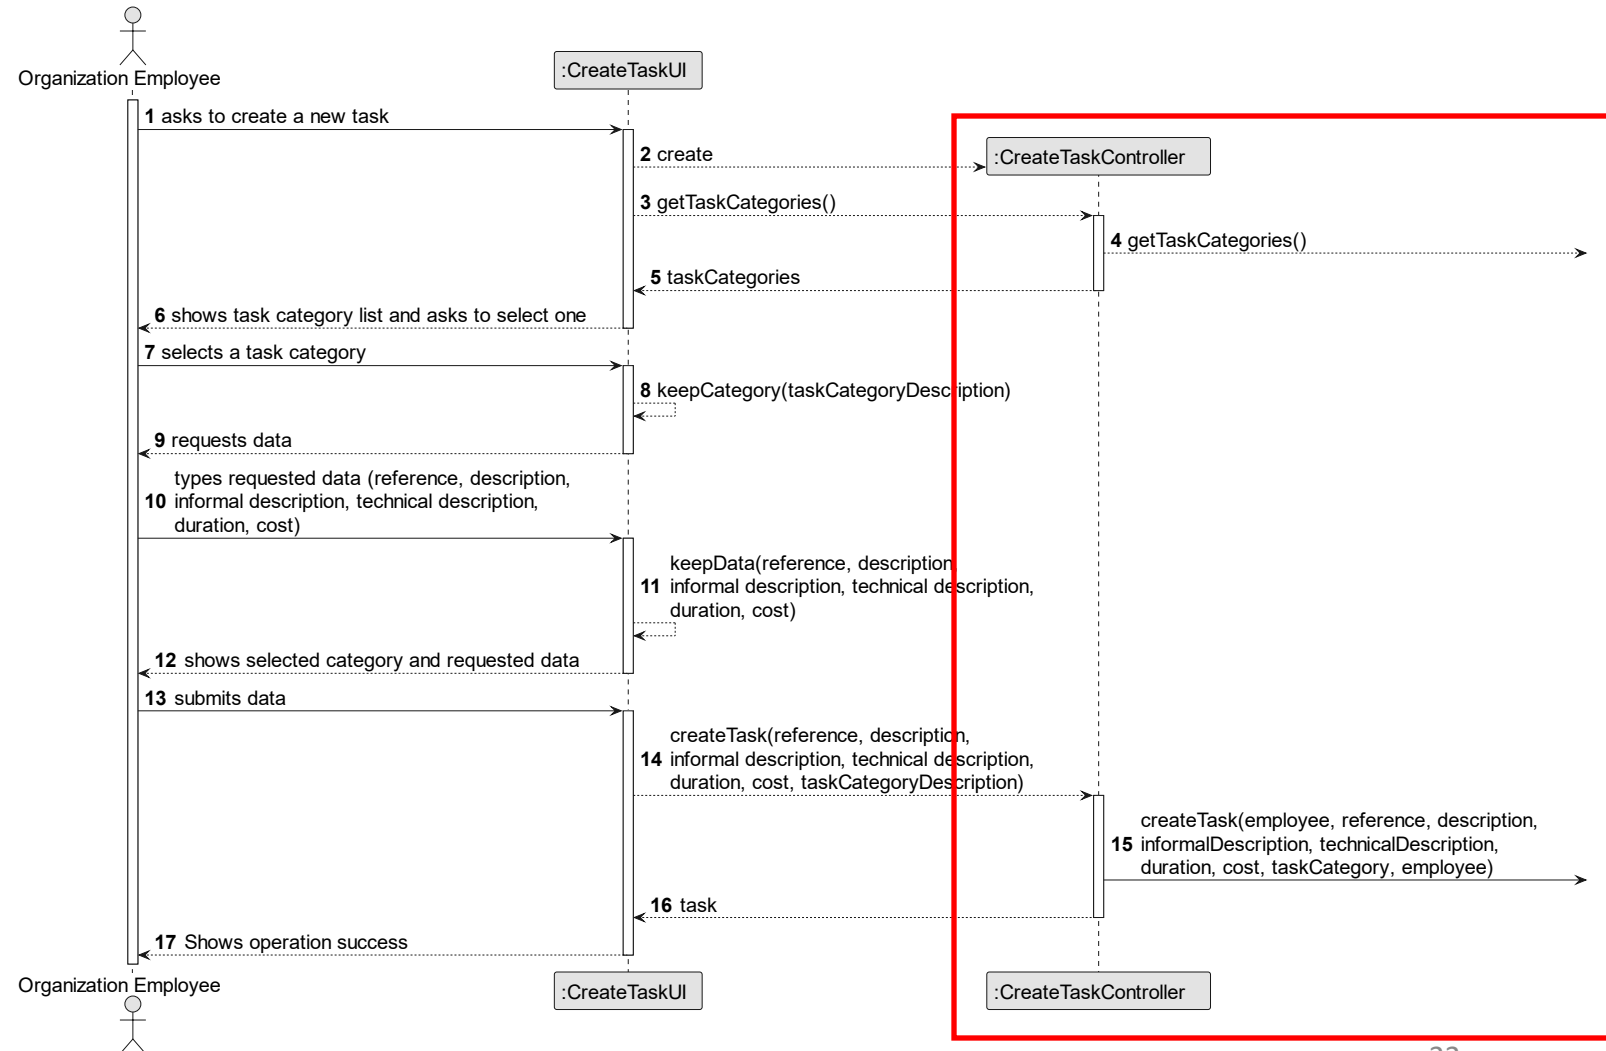 Organization Employee
:CreateTaskUI
1 asks to create a new task
2 create
:CreateTaskController
3 getTaskCategories()
4 getTaskCategories()
5 taskCategories
6 shows task category list and asks to select one
7 selects a task category
8 keepCategory(taskCategoryDescription)
9 requests data
types requested data (reference, description,
10 informal description, technical description,
duration, cost)
keepData(reference, description,
11 informal description, technical description,
duration, cost)
12 shows selected category and requested data
13 submits data
createTask(reference, description,
14 informal description, technical description,
duration, cost, taskCategoryDescription)
createTask(employee, reference, description,
15 informalDescription, technicalDescription,
duration, cost, taskCategory, employee)
16 task
17 Shows operation success
Organization Employee
:CreateTaskUI
:CreateTaskController